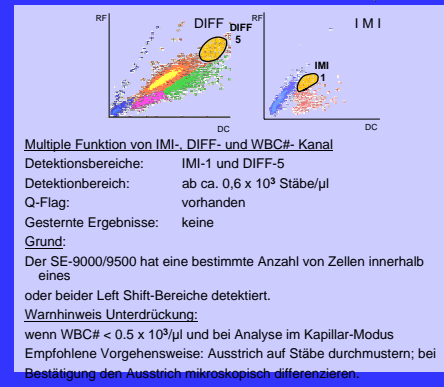 RF DIFF DIFF 5 RF I M I
IMI 1
DC DC
Multiple Funktion von IMI-, DIFF- und WBC#- Kanal
Detektionsbereiche: IMI-1 und DIFF-5
Detektionbereich: ab ca. 0,6 x 10³ Stäbe/µl
Q-Flag: vorhanden
Gesternte Ergebnisse: keine
Grund:
Der SE-9000/9500 hat eine bestimmte Anzahl von Zellen innerhalb
eines
oder beider Left Shift-Bereiche detektiert.
Warnhinweis Unterdrückung:
wenn WBC# < 0.5 x 10³/µl und bei Analyse im Kapillar-Modus
Empfohlene Vorgehensweise: Ausstrich auf Stäbe durchmustern; bei
Bestätigung den Ausstrich mikroskopisch differenzieren.